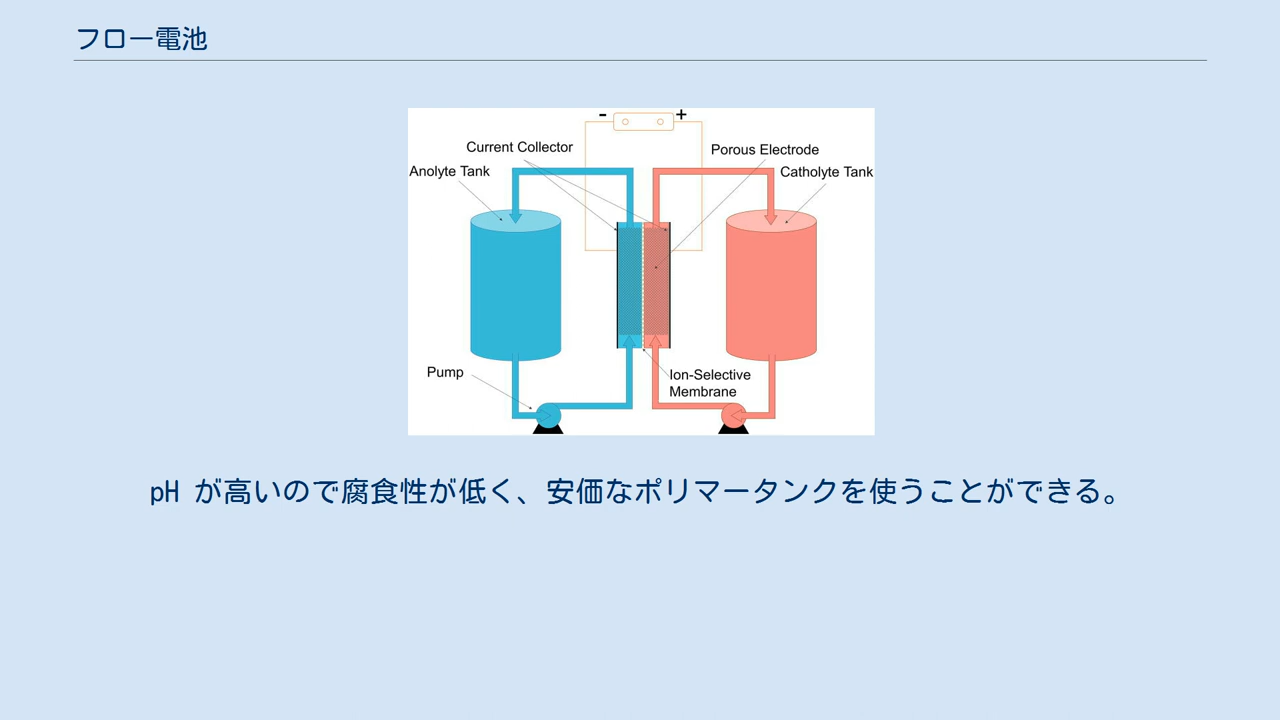 フロー電池
- +
Current Collector
Porous Electrode
Anolyte Tank
Catholyte Tank
Pump
Ion-Selective
Membrane
pH が高いので腐食性が低く、安価なポリマータンクを使うことができる。